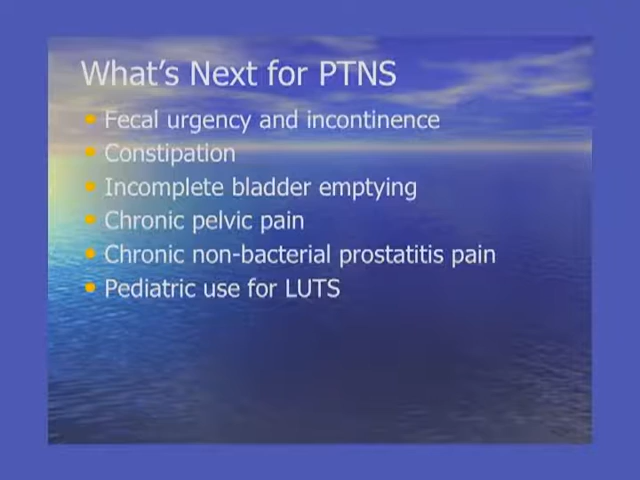 What's Next for PTNS
Fecal urgency and incontinence
Constipation
Incomplete bladder emptying
Chronic pelvic pain
Chronic non-bacterial prostatitis pain
Pediatric use for LUTS